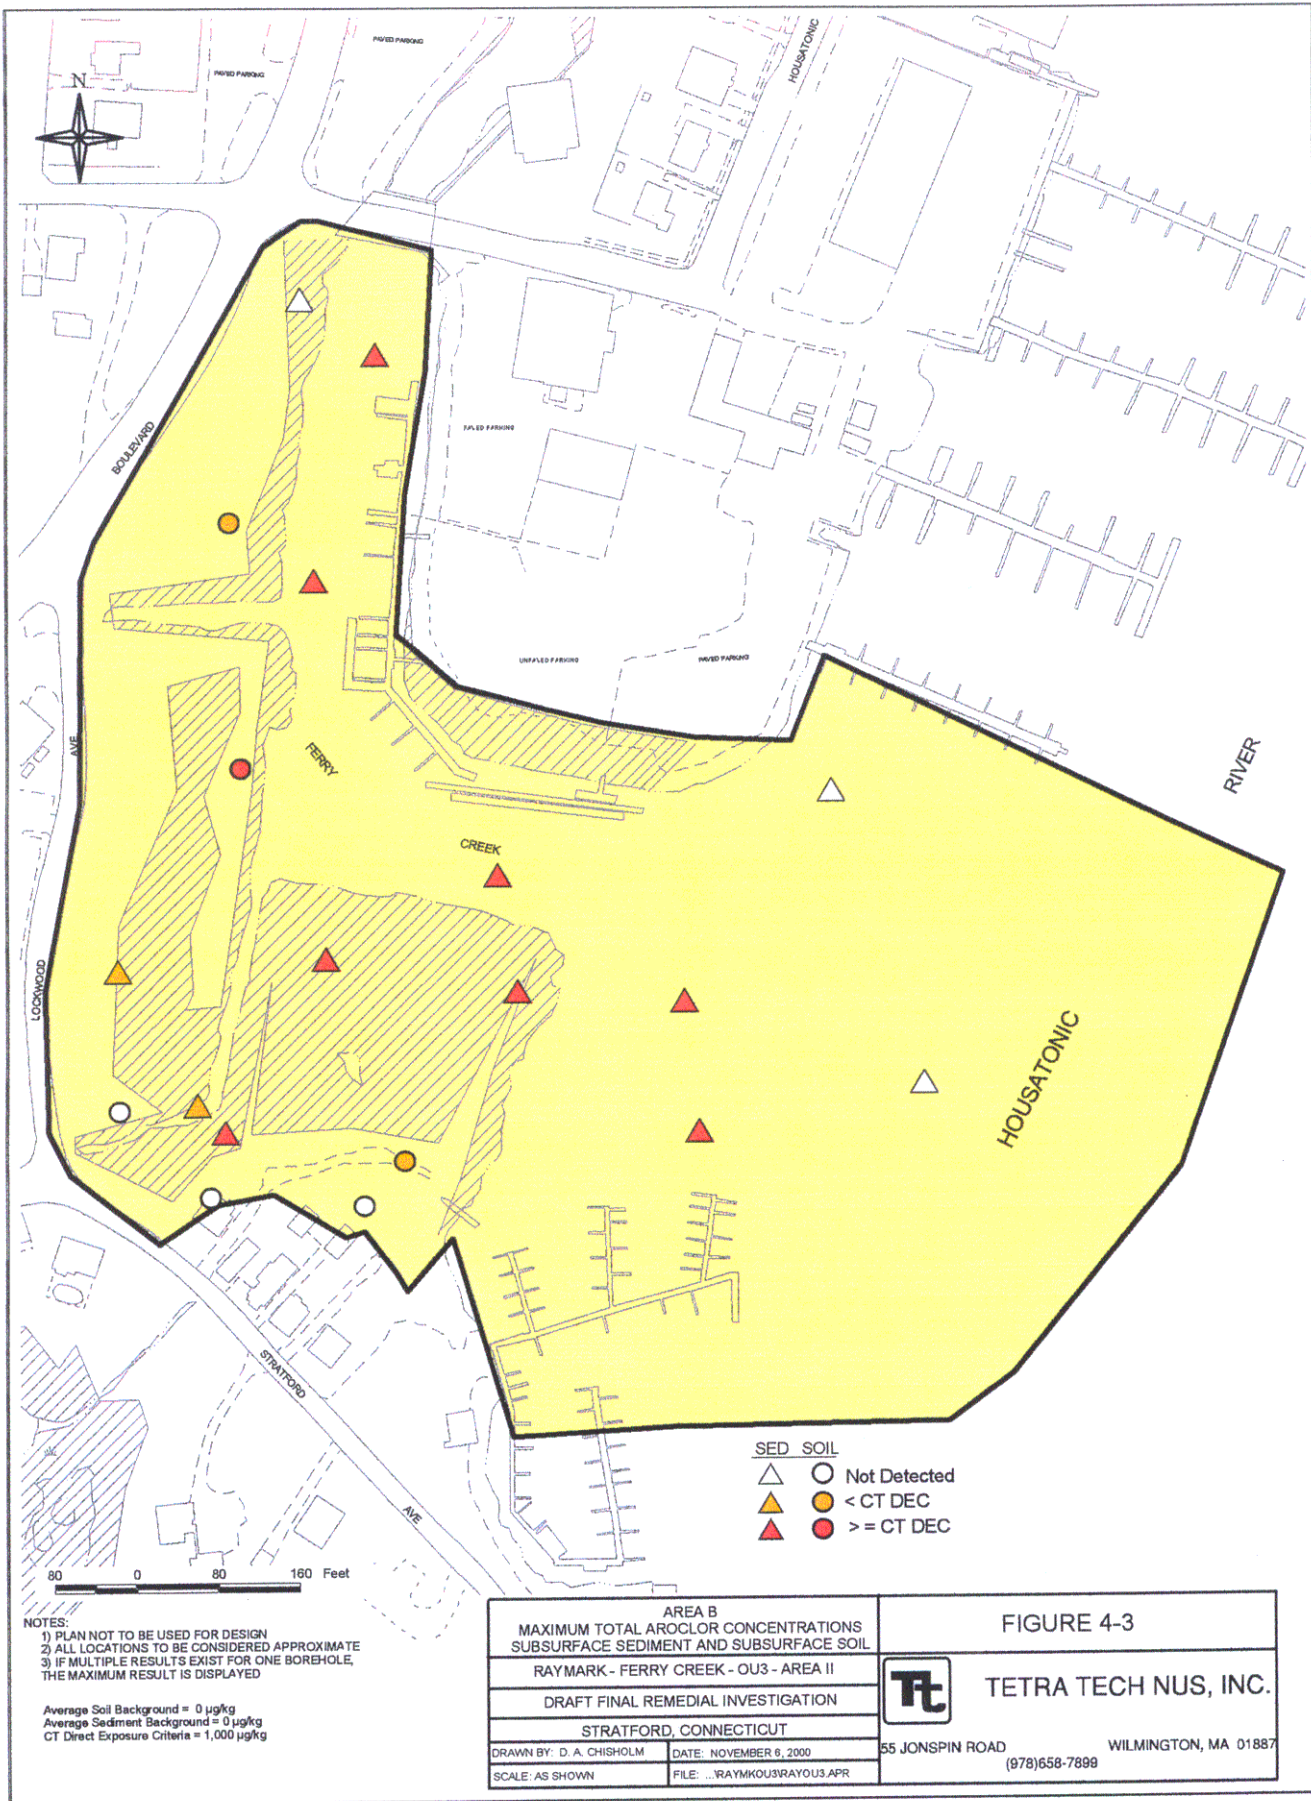 PAVED PARKING
PAVED PARKING
HOUSATONIC
N
BOULEVARD
PAVED PARKING
UNPAVED PARKING
PAVED PARKING
AVE
FERRY
RIVER
CREEK
LOCKWOOD
HOUSATONIC
STRATFORD
AVE
SED SOIL
Not Detected
< CT DEC
>= CT DEC
80 0 80 160 Feet
NOTES:
1) PLAN NOT TO BE USED FOR DESIGN
2) ALL LOCATIONS TO BE CONSIDERED APPROXIMATE
3) IF MULTIPLE RESULTS EXIST FOR ONE BOREHOLE,
THE MAXIMUM RESULT IS DISPLAYED
Average Soil Background = 0 µg/kg
Average Sediment Background = 0 µg/kg
CT Direct Exposure Criteria = 1,000 µg/kg
AREA B
MAXIMUM TOTAL AROCLOR CONCENTRATIONS
SUBSURFACE SEDIMENT AND SUBSURFACE SOIL
RAYMARK - FERRY CREEK - OU3 - AREA II
DRAFT FINAL REMEDIAL INVESTIGATION
STRATFORD, CONNECTICUT
DRAWN BY: D. A. CHISHOLM
DATE: NOVEMBER 6, 2000
SCALE: AS SHOWN
FILE: ...\RAYMKOU3\RAYOU3.APR
FIGURE 4-3
Tt
TETRA TECH NUS, INC.
55 JONSPIN ROAD
WILMINGTON, MA 01887
(978)658-7899